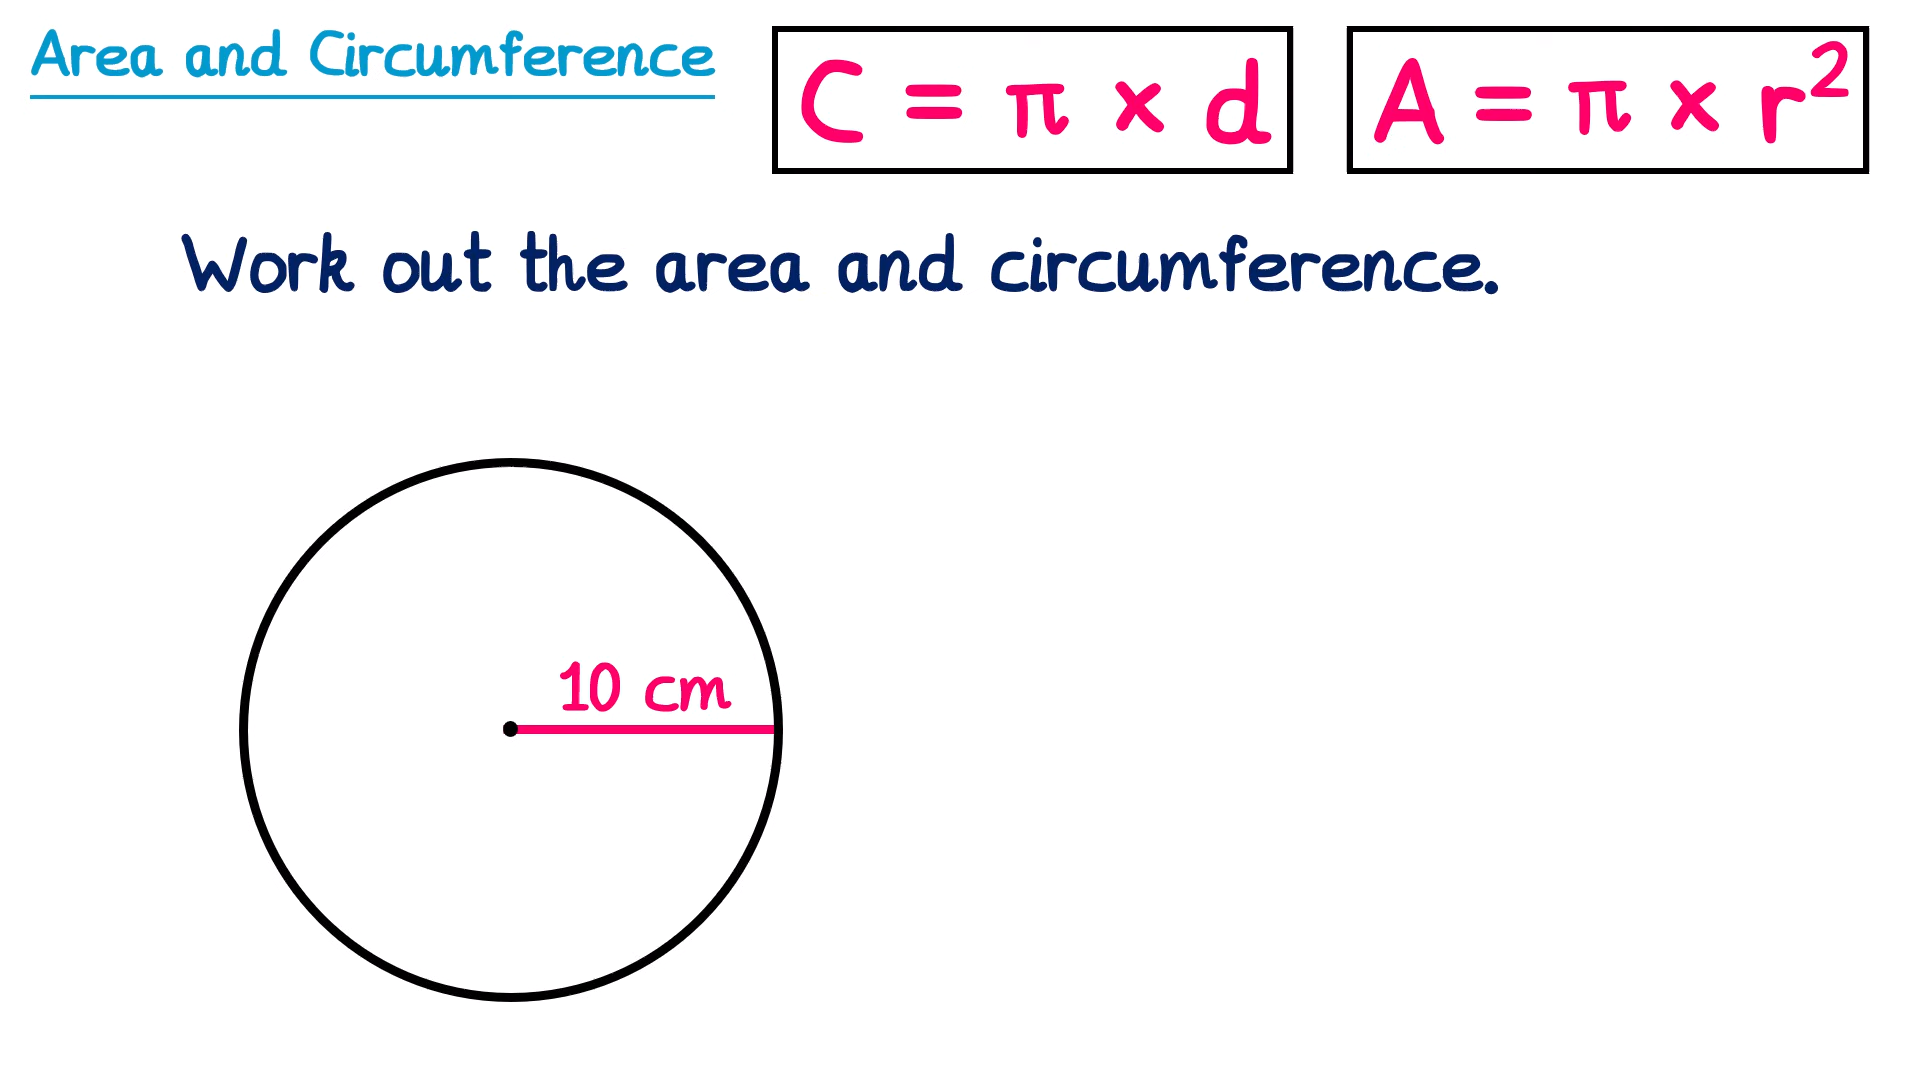 Area and Circumference
C = π × d
A = π × r²
Work out the area and circumference.
10 cm